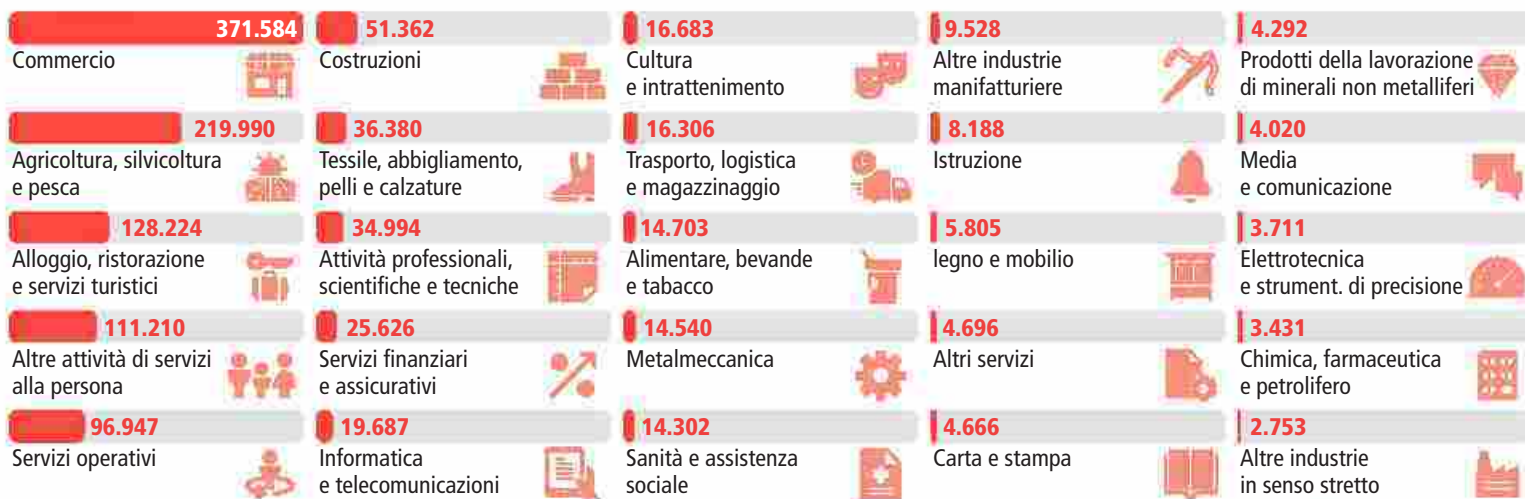 371.584
Commercio
219.990
Agricoltura, silvicoltura
e pesca
128.224
Alloggio, ristorazione
e servizi turistici
111.210
Altre attività di servizi
alla persona
96.947
Servizi operativi
51.362
Costruzioni
36.380
Tessile, abbigliamento,
pelli e calzature
34.994
Attività professionali,
scientifiche e tecniche
25.626
Servizi finanziari
e assicurativi
19.687
Informatica
e telecomunicazioni
16.683
Cultura
e intrattenimento
16.306
Trasporto, logistica
e magazzinaggio
14.703
Alimentare, bevande
e tabacco
14.540
Metalmeccanica
14.302
Sanità e assistenza
sociale
9.528
Altre industrie
manifatturiere
8.188
Istruzione
5.805
legno e mobilio
4.696
Altri servizi
4.666
Carta e stampa
4.292
Prodotti della lavorazione
di minerali non metalliferi
4.020
Media
e comunicazione
3.711
Elettrotecnica
e strument. di precisione
3.431
Chimica, farmaceutica
e petrolifero
2.753
Altre industrie
in senso stretto